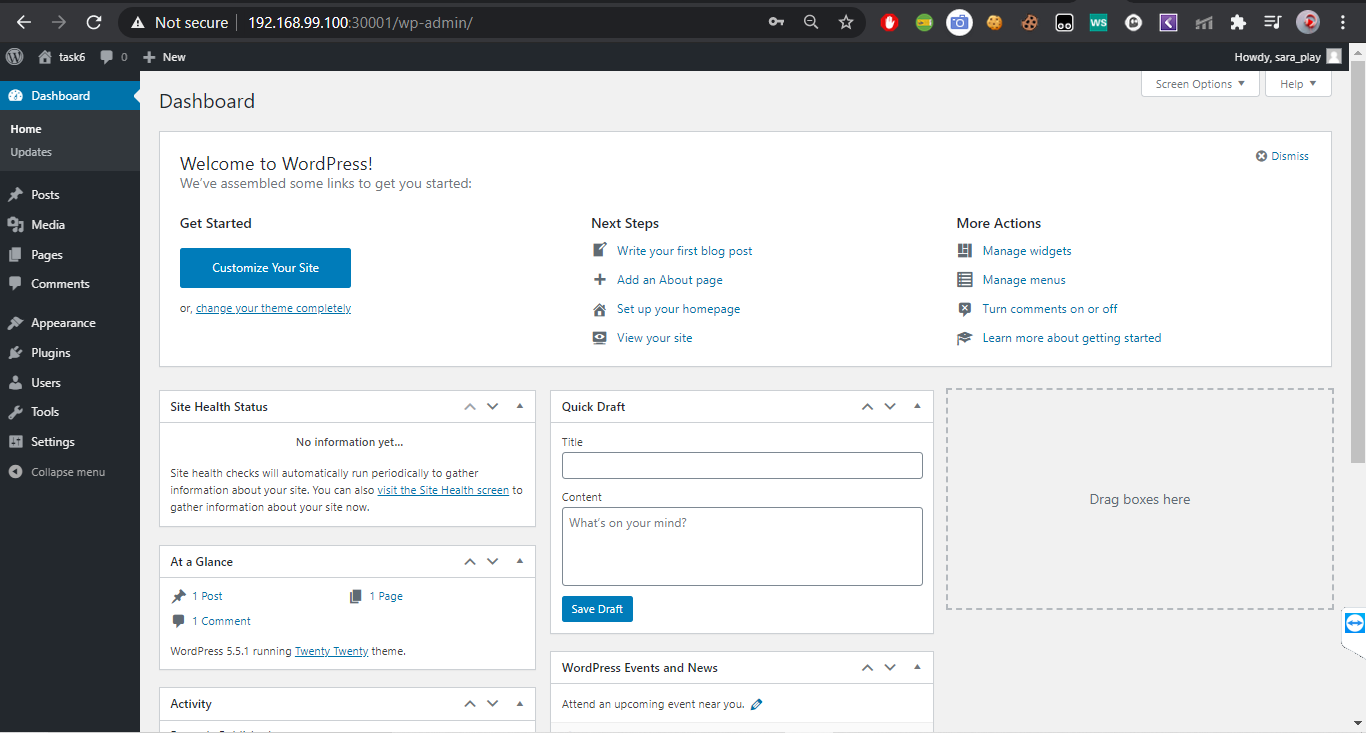 Not secure
192.168.99.100:30001/wp-admin/
WS
task6
0
New
Howdy, sara_play
Dashboard
Home
Updates
Posts
Media
Pages
Comments
Appearance
Plugins
Users
Tools
Settings
Collapse menu
Screen Options
Help
Dashboard
Welcome to WordPress!
We've assembled some links to get you started:
Dismiss
Get Started
Customize Your Site
or, change your theme completely
Next Steps
Write your first blog post
Add an About page
Set up your homepage
View your site
More Actions
Manage widgets
Manage menus
Turn comments on or off
Learn more about getting started
Site Health Status
No information yet...
Site health checks will automatically run periodically to gather
information about your site. You can also visit the Site Health screen to
gather information about your site now.
At a Glance
1 Post
1 Page
1 Comment
WordPress 5.5.1 running Twenty Twenty theme.
Activity
Quick Draft
Title
Content
What's on your mind?
Save Draft
WordPress Events and News
Attend an upcoming event near you.
Drag boxes here